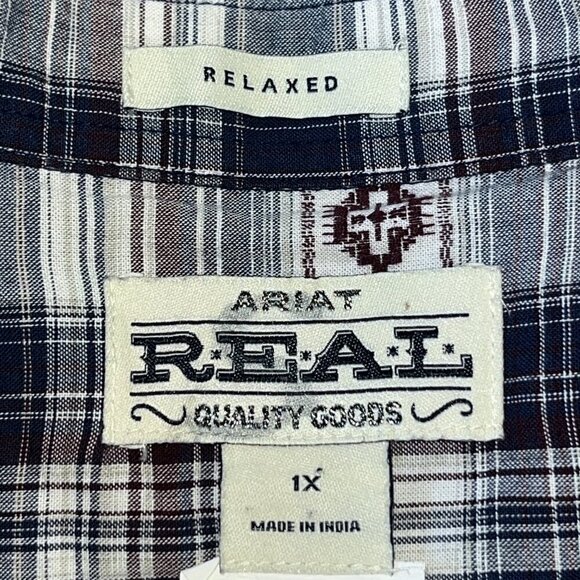 RELAXED
ARIAT
R·E·A·L
QUALITY GOODS
1X
MADE IN INDIA